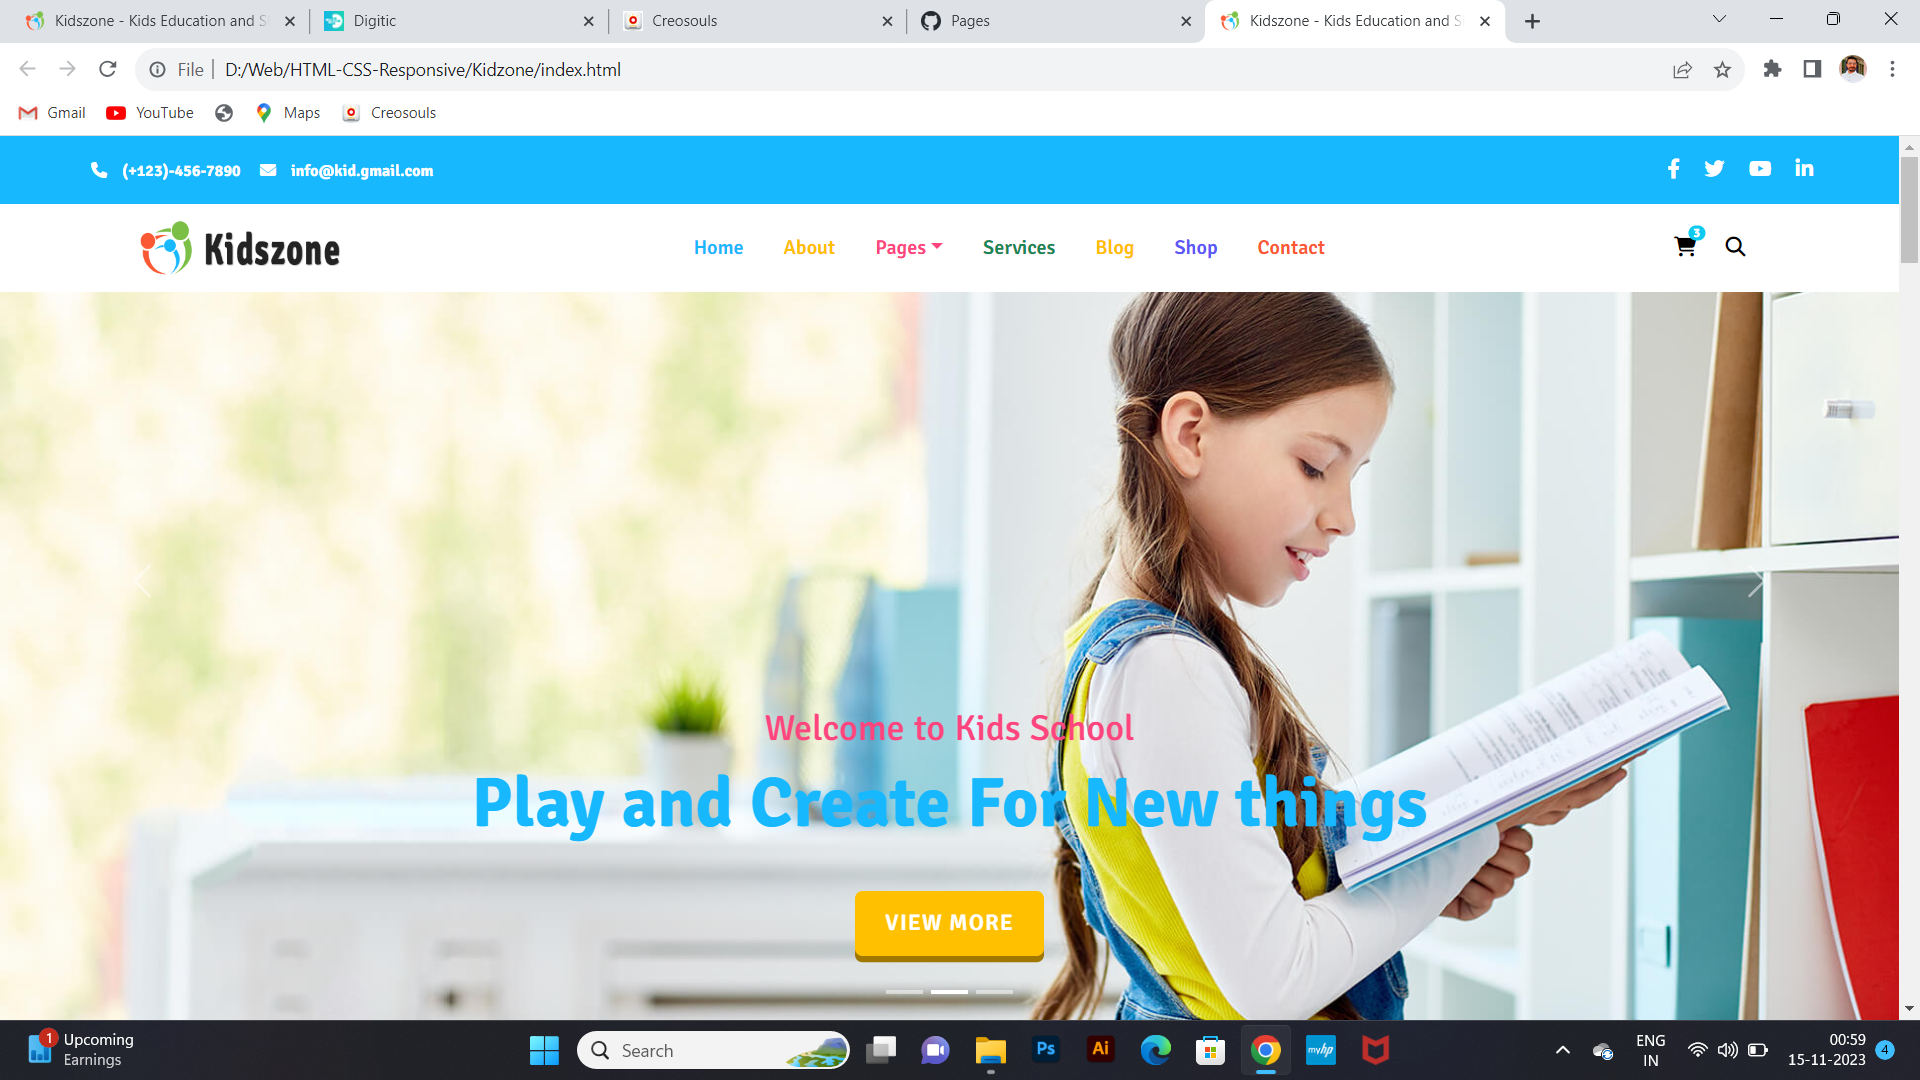 Kidszone - Kids Education and S
Digitic
Creosouls
Pages
Kidszone - Kids Education and S
File
D:/Web/HTML-CSS-Responsive/Kidzone/index.html
Gmail
YouTube
Maps
Creosouls
(+123)-456-7890
info@kid.gmail.com
Kidszone
Home
About
Pages
Services
Blog
Shop
Contact
3
Welcome to Kids School
Play and Create For New things
VIEW MORE
1
Upcoming
Earnings
Search
Ps
Ai
myhp
ENG
IN
00:59
15-11-2023
4